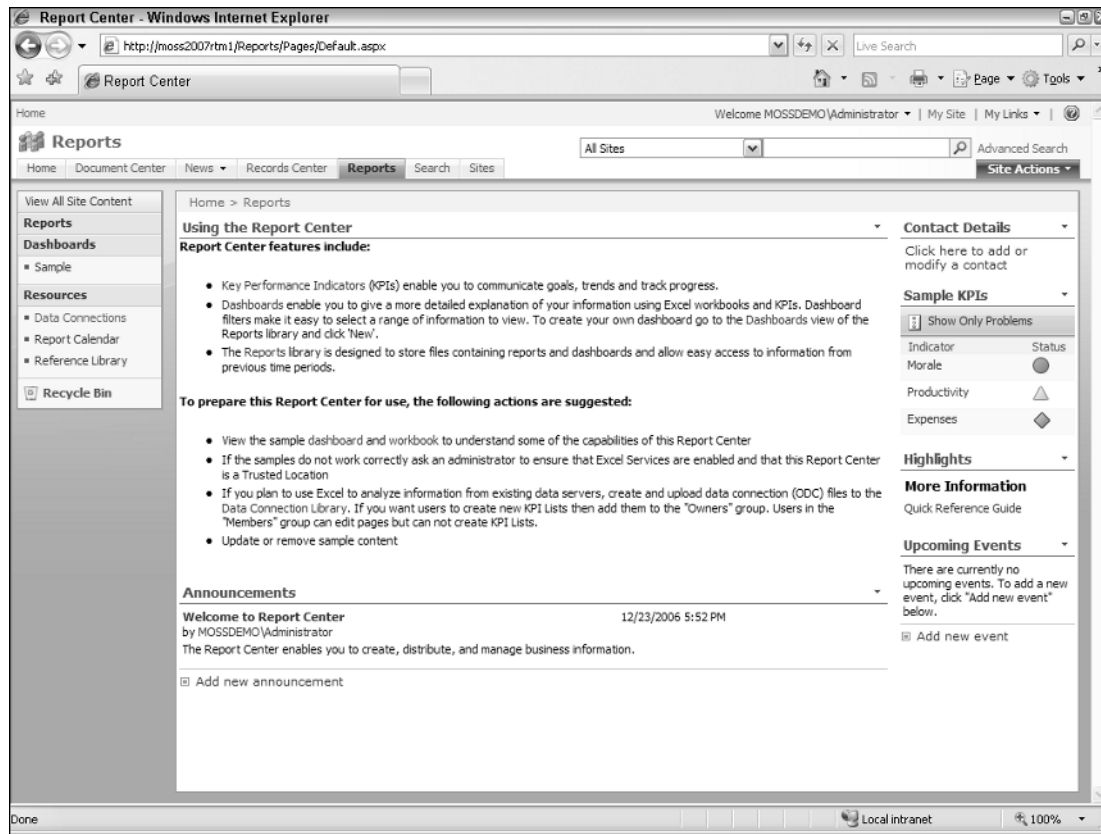 Report Center - Windows Internet Explorer
http://moss2007rtm1/Reports/Pages/Default.aspx
Live Search
Report Center
Page
Tools
Home
Welcome MOSSDEMO\Administrator | My Site | My Links |
Reports
All Sites
Advanced Search
Home Document Center News Records Center Reports Search Sites
Site Actions
View All Site Content
Reports
Dashboards
Sample
Resources
Data Connections
Report Calendar
Reference Library
Recycle Bin
Home > Reports
Using the Report Center
Report Center features include:
Key Performance Indicators (KPIs) enable you to communicate goals, trends and track progress.
Dashboards enable you to give a more detailed explanation of your information using Excel workbooks and KPIs. Dashboard
filters make it easy to select a range of information to view. To create your own dashboard go to the Dashboards view of the
Reports library and click 'New'.
The Reports library is designed to store files containing reports and dashboards and allow easy access to information from
previous time periods.
To prepare this Report Center for use, the following actions are suggested:
View the sample dashboard and workbook to understand some of the capabilities of this Report Center
If the samples do not work correctly ask an administrator to ensure that Excel Services are enabled and that this Report Center
is a Trusted Location
If you plan to use Excel to analyze information from existing data servers, create and upload data connection (ODC) files to the
Data Connection Library. If you want users to create new KPI Lists then add them to the "Owners" group. Users in the
"Members" group can edit pages but can not create KPI Lists.
Update or remove sample content
Announcements
Welcome to Report Center 12/23/2006 5:52 PM
by MOSSDEMO\Administrator
The Report Center enables you to create, distribute, and manage business information.
Add new announcement
Contact Details
Click here to add or
modify a contact
Sample KPIs
Show Only Problems
Indicator Status
Morale
Productivity
Expenses
Highlights
More Information
Quick Reference Guide
Upcoming Events
There are currently no
upcoming events. To add a new
event, click "Add new event"
below.
Add new event
Done
Local intranet
100%